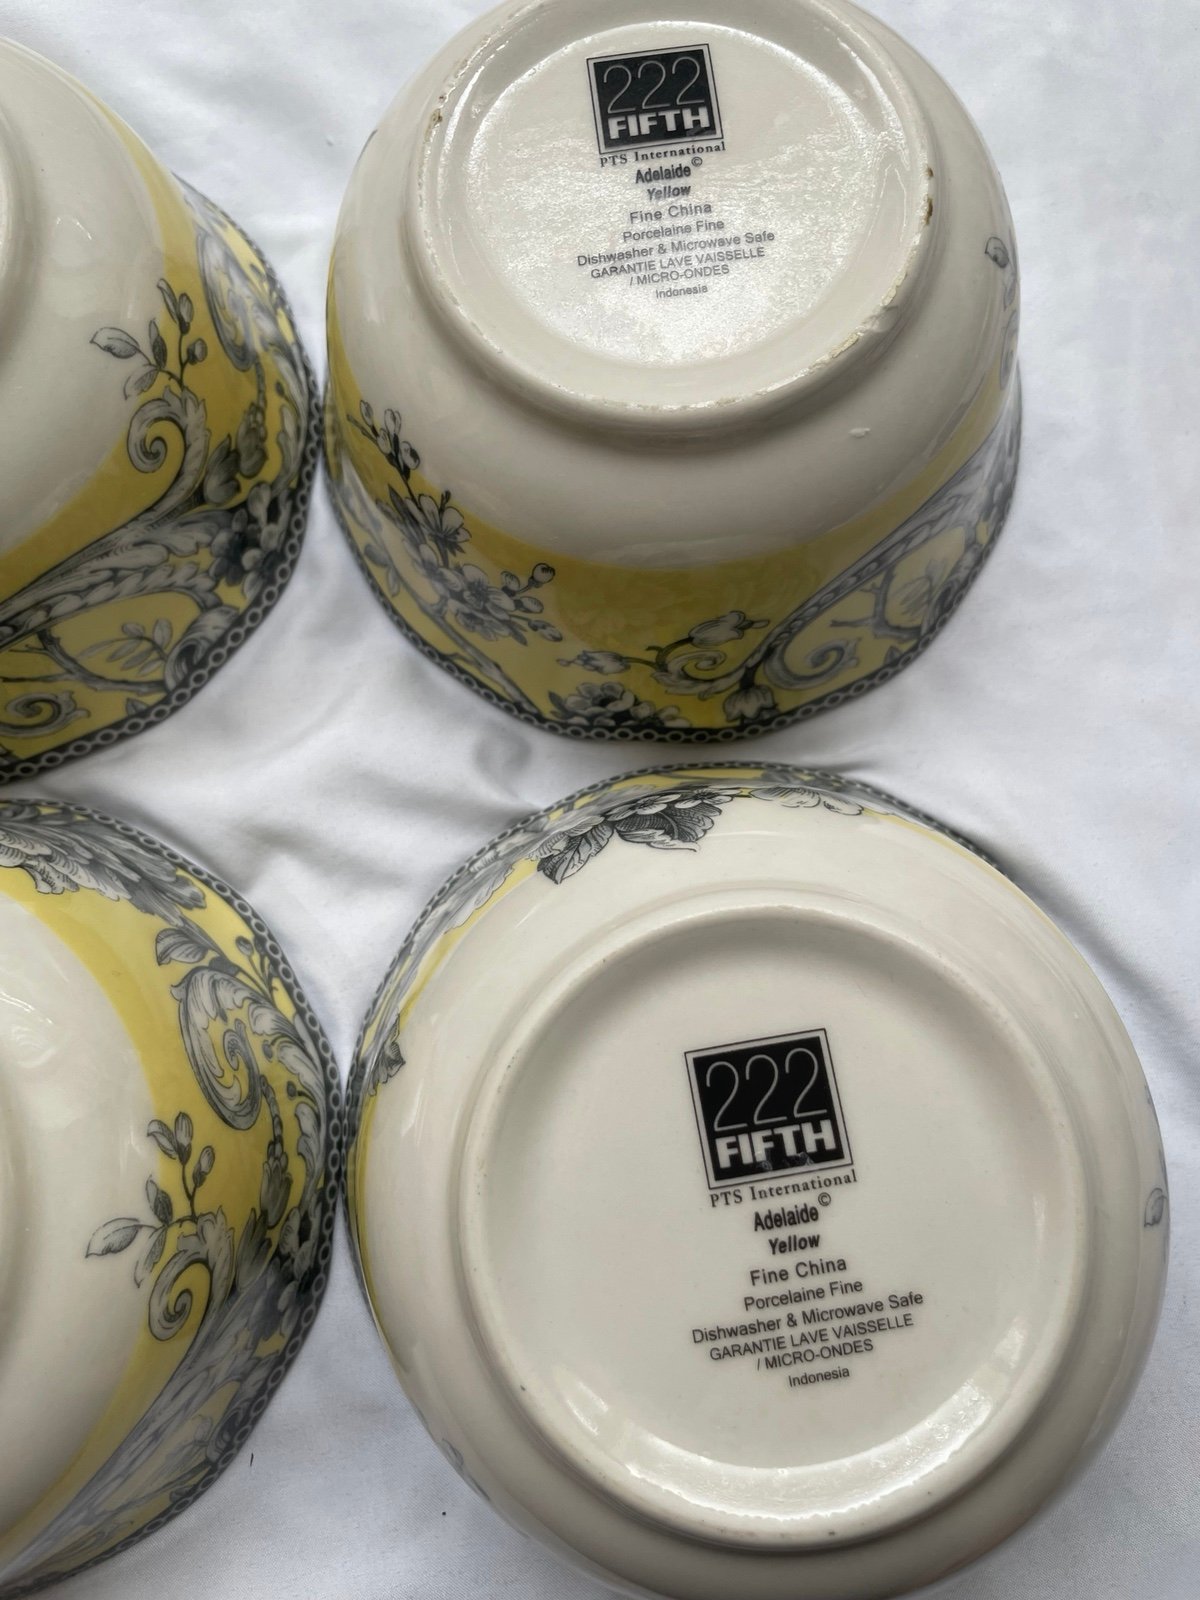 222
FIFTH
PTS International
Adelaide©
Yellow
Fine China
Porcelaine Fine
Dishwasher & Microwave Safe
GARANTIE LAVE VAISSELLE
/ MICRO-ONDES
Indonesia
222
FIFTH
PTS International
Adelaide©
Yellow
Fine China
Porcelaine Fine
Dishwasher & Microwave Safe
GARANTIE LAVE VAISSELLE
/ MICRO-ONDES
Indonesia